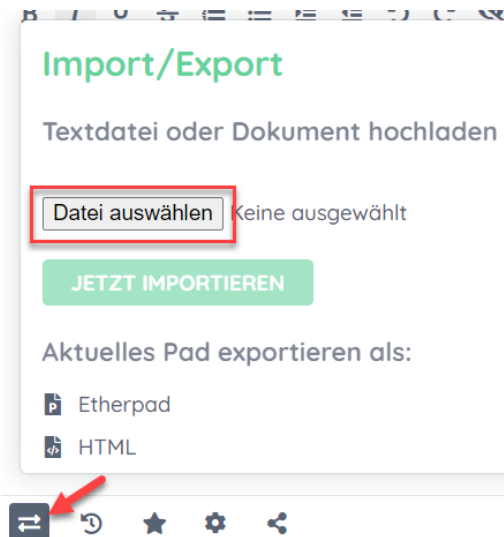 Import/Export
Textdatei oder Dokument hochladen
Datei auswählen Keine ausgewählt
JETZT IMPORTIEREN
Aktuelles Pad exportieren als:
Etherpad
HTML